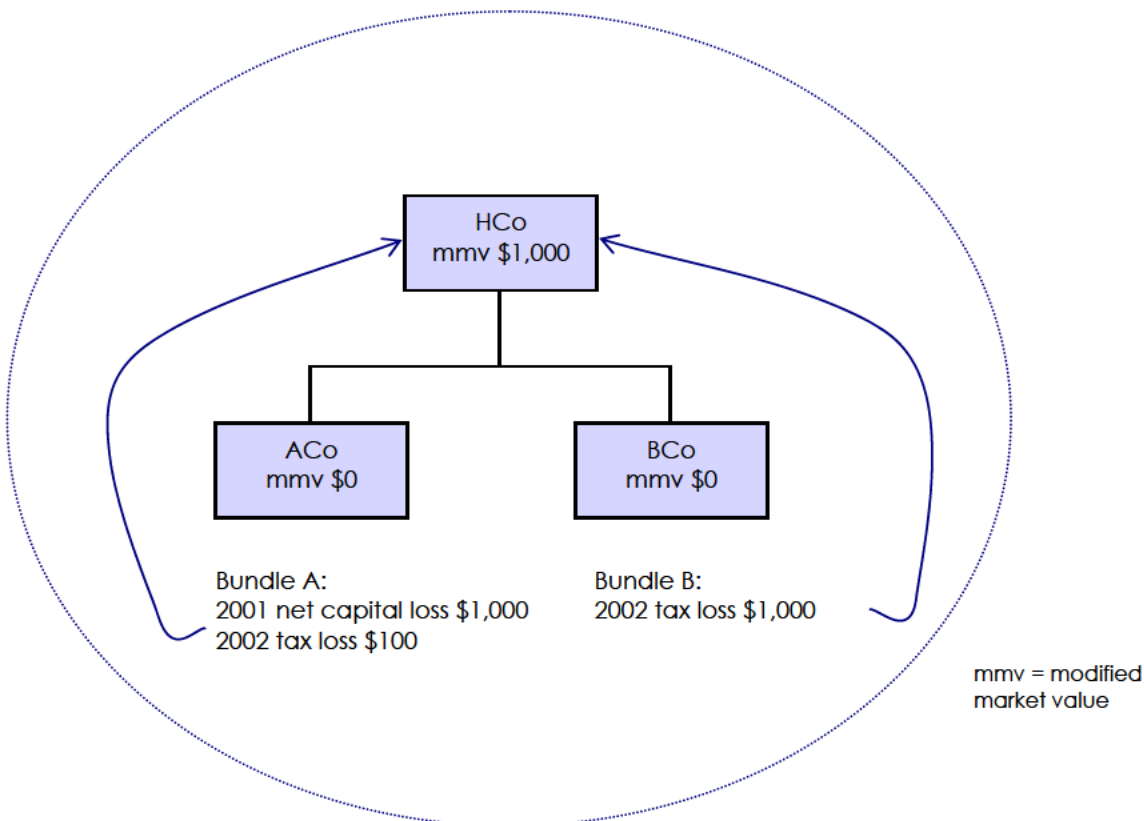 HCo
mmv $1,000
ACo
mmv $0
BCo
mmv $0
Bundle A:
2001 net capital loss $1,000
2002 tax loss $100
Bundle B:
2002 tax loss $1,000
mmv = modified
market value